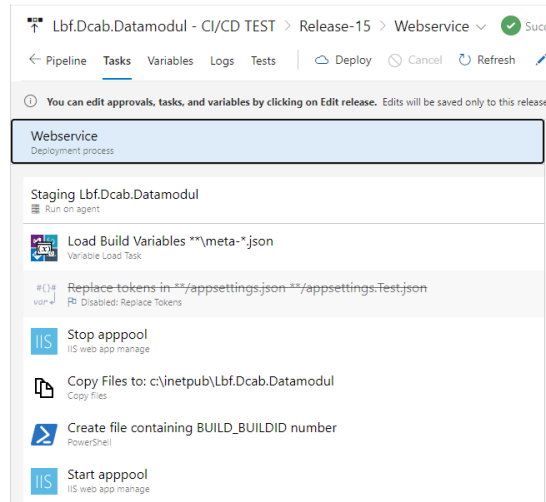 Lbf.Dcab.Datamodul - CI/CD TEST > Release-15 > Webservice
Pipeline Tasks Variables Logs Tests Deploy Cancel Refresh
You can edit approvals, tasks, and variables by clicking on Edit release. Edits will be saved only to this release
Webservice
Deployment process
Staging Lbf.Dcab.Datamodul
Run on agent
Load Build Variables **\meta-*.json
Variable Load Task
#{}#
var
Replace tokens in **/appsettings.json **/appsettings.Test.json
Disabled: Replace Tokens
IIS
Stop apppool
IIS web app manage
Copy Files to: c:\inetpub\Lbf.Dcab.Datamodul
Copy files
Create file containing BUILD_BUILDID number
PowerShell
IIS
Start apppool
IIS web app manage